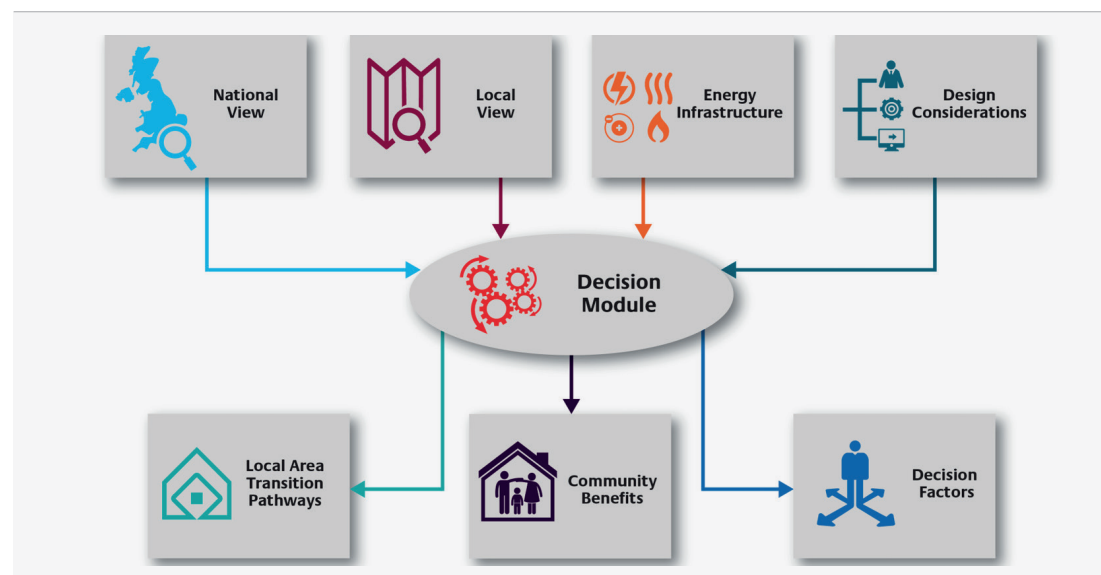 National
View
Local
View
Energy
Infrastructure
Design
Considerations
Decision
Module
Local Area
Transition
Pathways
Community
Benefits
Decision
Factors